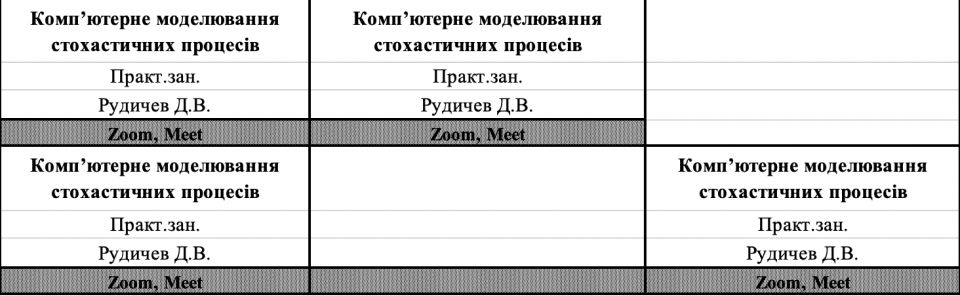 Комп’ютерне моделювання
стохастичних процесів
Практ.зан.
Рудичев Д.В.
Zoom, Meet
Комп’ютерне моделювання
стохастичних процесів
Практ.зан.
Рудичев Д.В.
Zoom, Meet
Комп’ютерне моделювання
стохастичних процесів
Практ.зан.
Рудичев Д.В.
Zoom, Meet
Комп’ютерне моделювання
стохастичних процесів
Практ.зан.
Рудичев Д.В.
Zoom, Meet